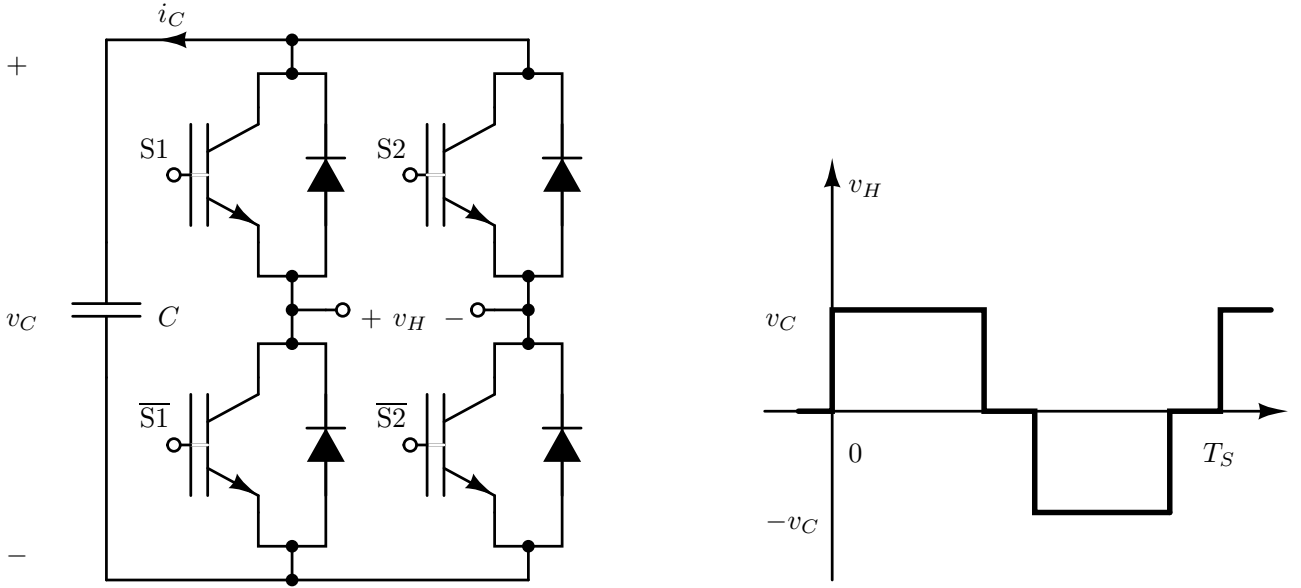 i_C
+
S1
S2
v_H
v_C
C
+ v_H −
v_C
S̅1̅
S̅2̅
0
T_S
−v_C
−